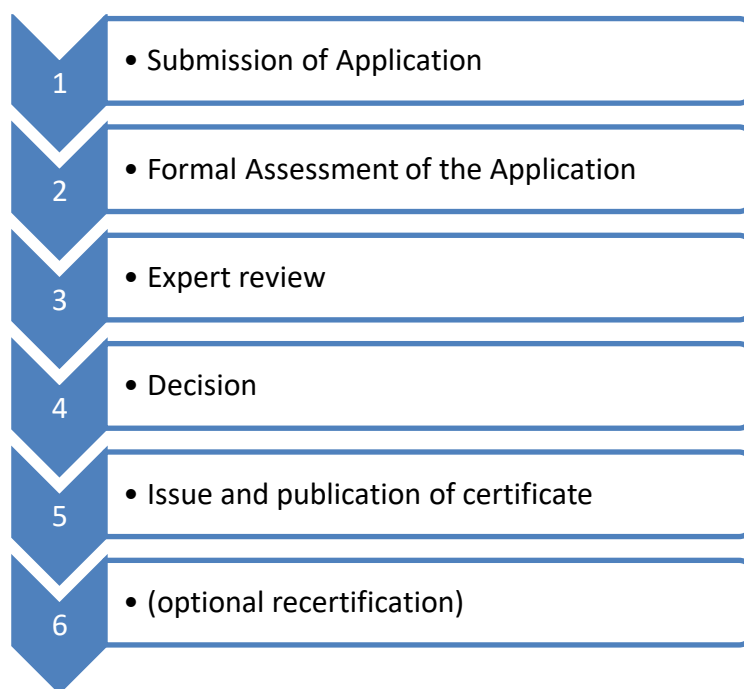 1
• Submission of Application
2
• Formal Assessment of the Application
3
• Expert review
4
• Decision
5
• Issue and publication of certificate
6
• (optional recertification)